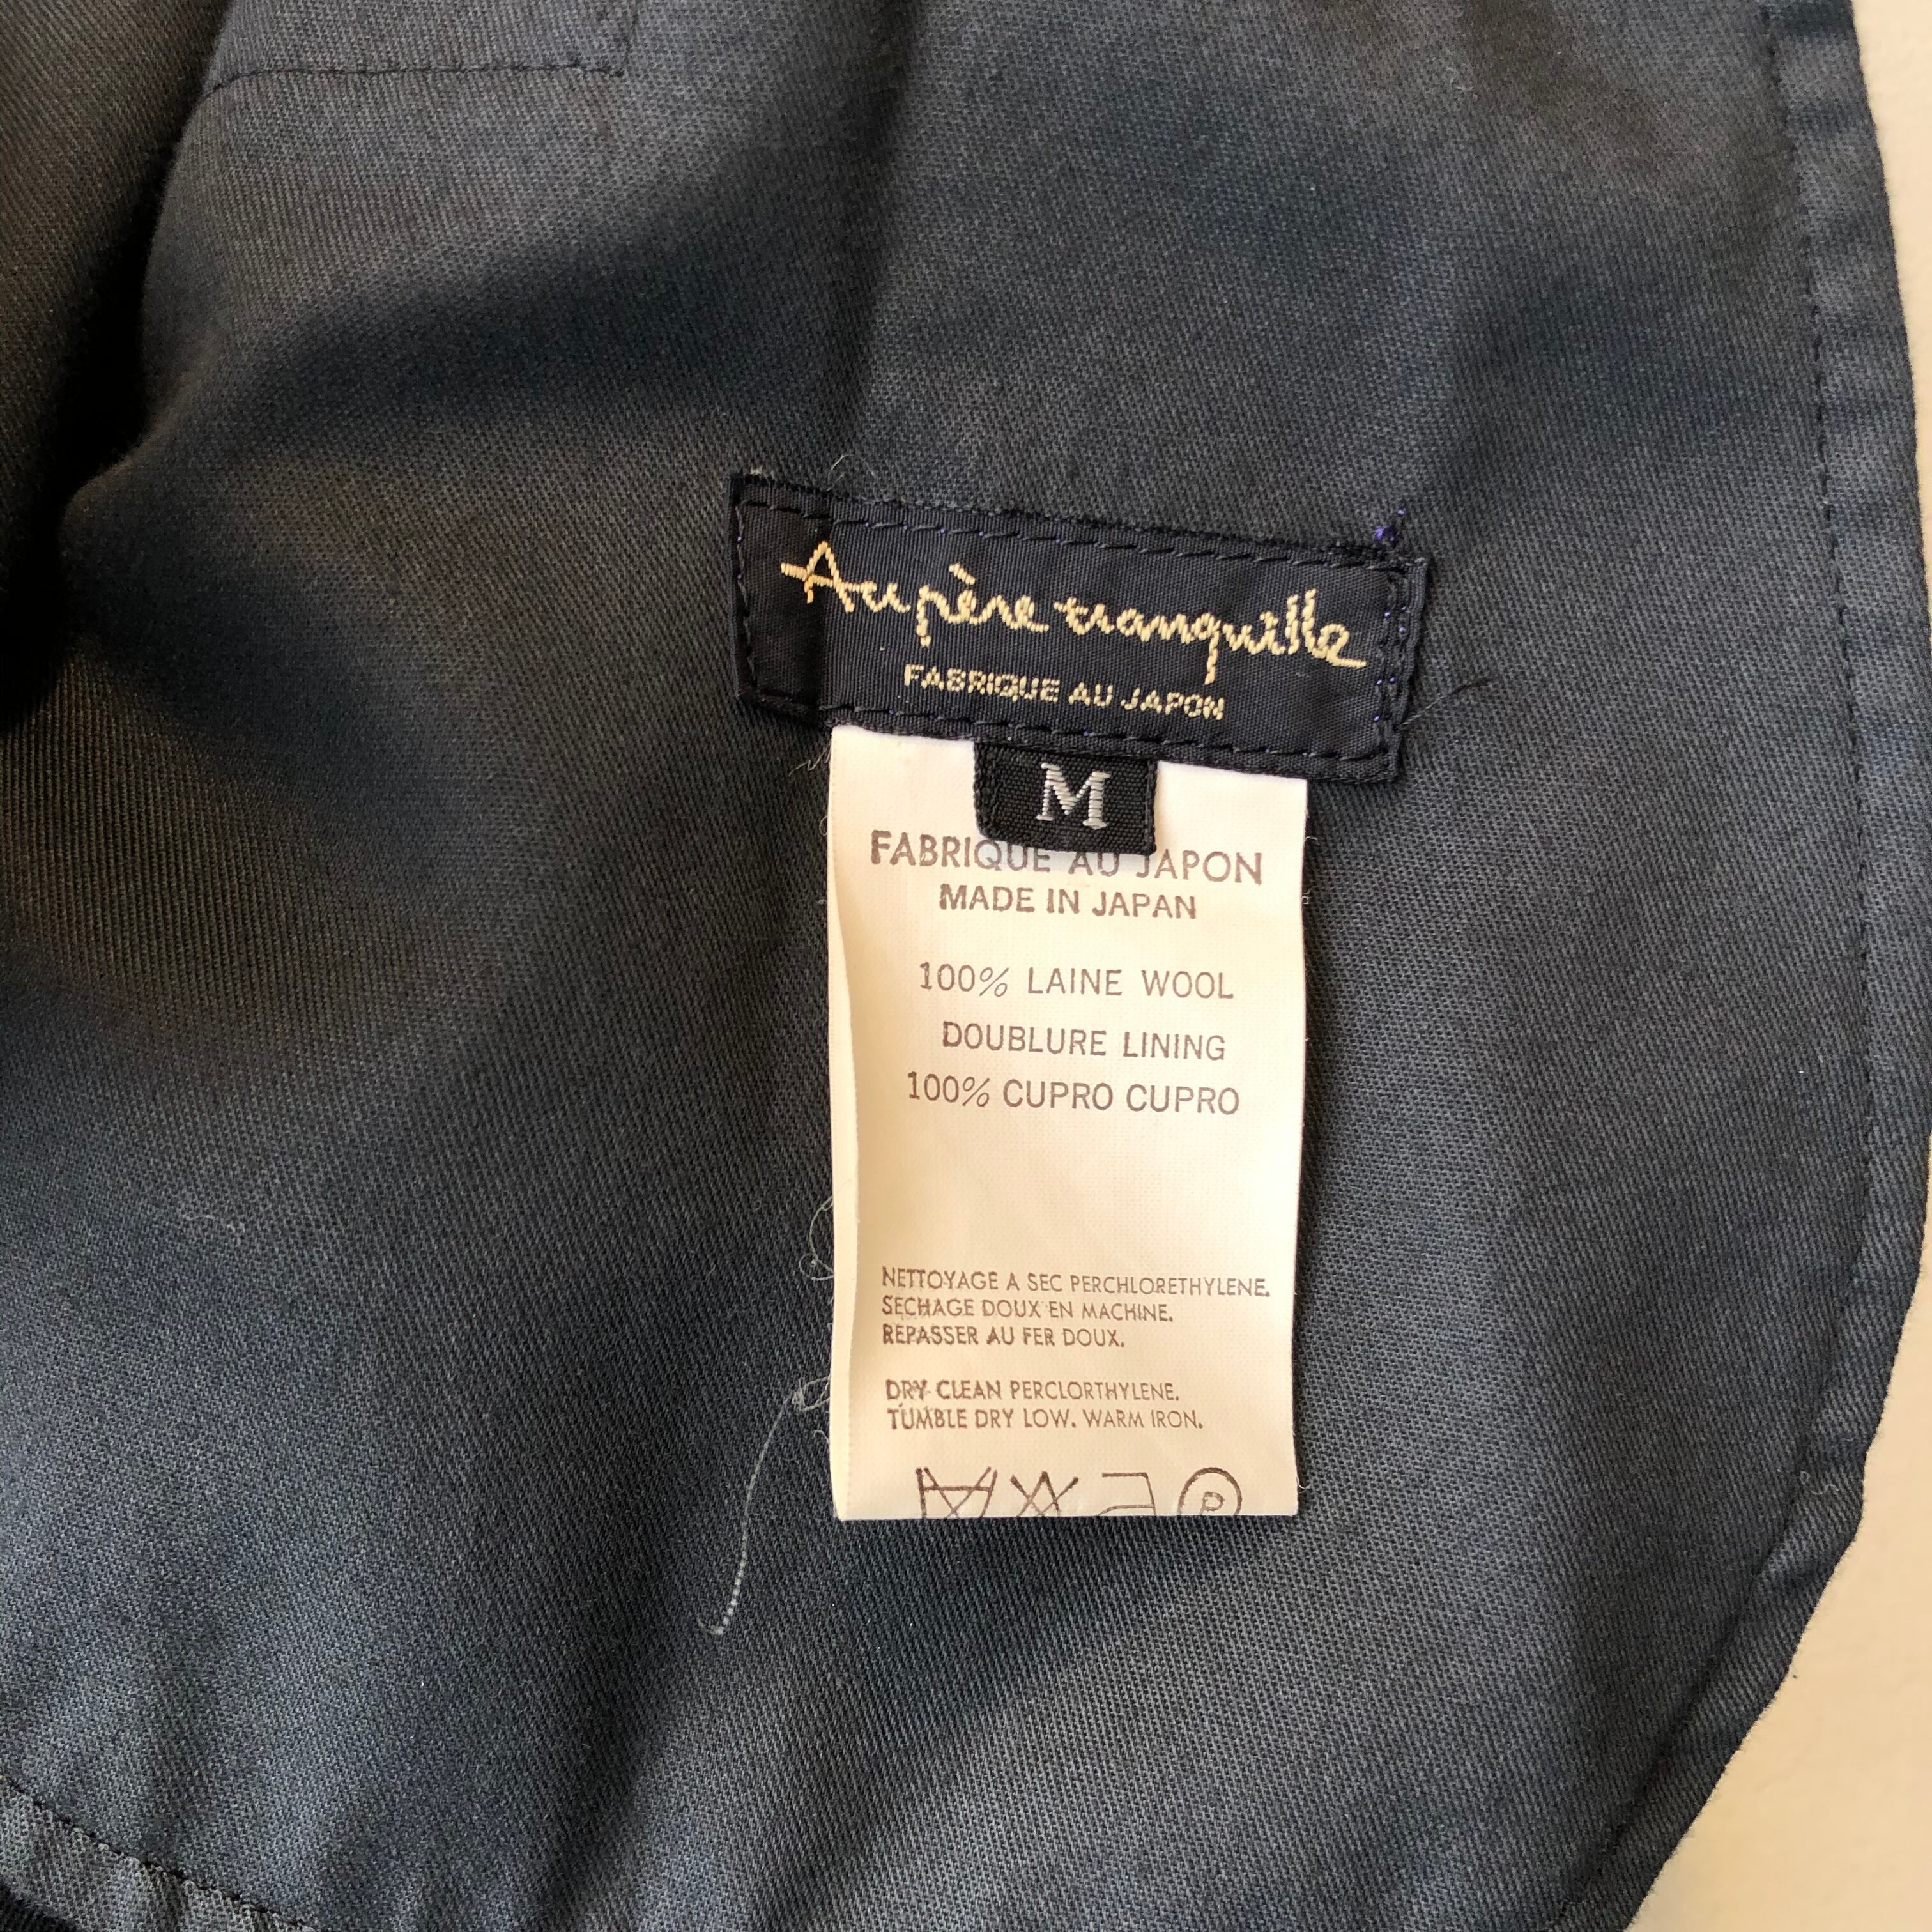 Au père tranquille
FABRIQUE AU JAPON
M
FABRIQUE AU JAPON
MADE IN JAPAN
100% LAINE WOOL
DOUBLURE LINING
100% CUPRO CUPRO
NETTOYAGE A SEC PERCHLORETHYLENE.
SECHAGE DOUX EN MACHINE.
REPASSER AU FER DOUX.
DRY CLEAN PERCLORTHYLENE.
TUMBLE DRY LOW. WARM IRON.
P